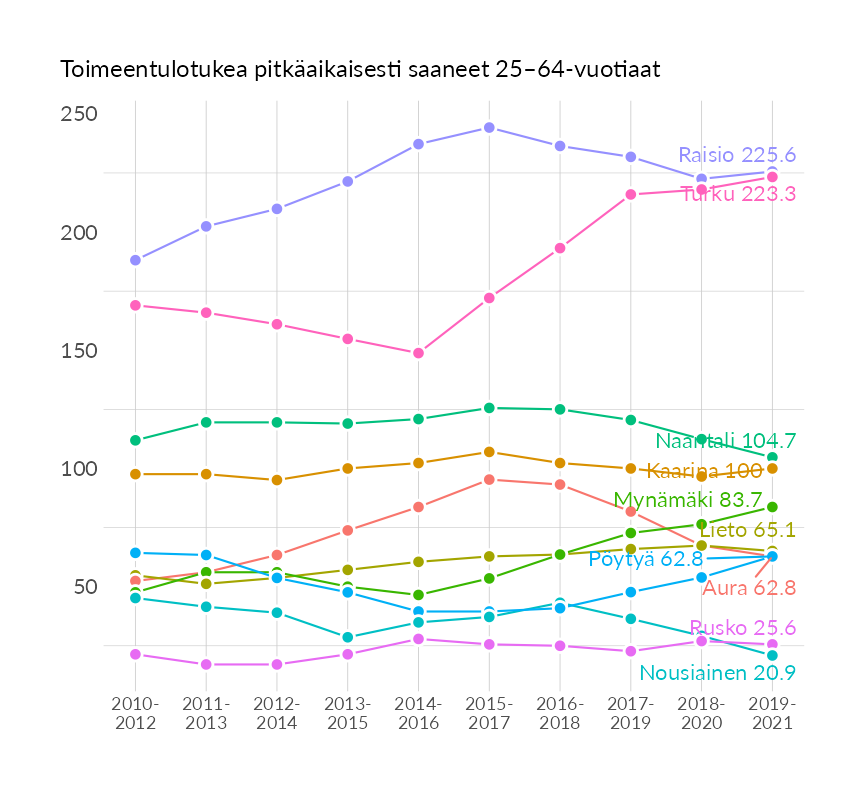 Toimeentulotukea pitkäaikaisesti saaneet 25–64-vuotiaat
250
Raisio 225.6
Turku 223.3
200
150
Naantali 104.7
100
Kaarina 100
Mynämäki 83.7
Lieto 65.1
Pöytyä 62.8
50
Aura 62.8
Rusko 25.6
Nousiainen 20.9
2010- 2011- 2012- 2013- 2014- 2015- 2016- 2017- 2018- 2019-
2012 2013 2014 2015 2016 2017 2018 2019 2020 2021